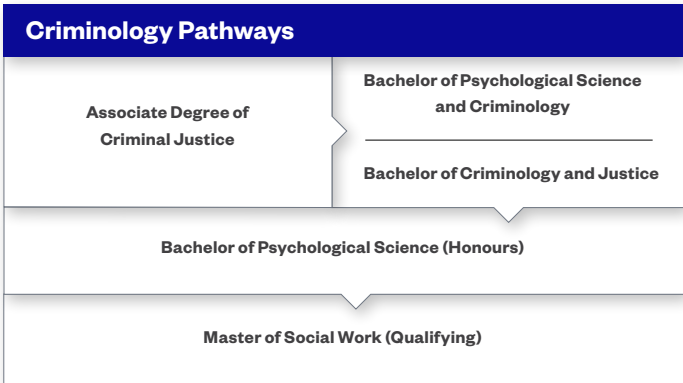 Criminology Pathways
Associate Degree of
Criminal Justice
Bachelor of Psychological Science
and Criminology
Bachelor of Criminology and Justice
Bachelor of Psychological Science (Honours)
Master of Social Work (Qualifying)